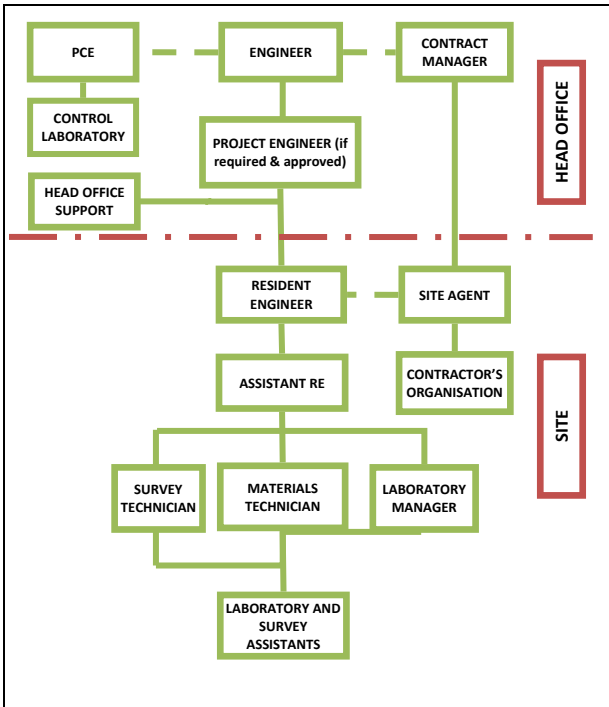 PCE
ENGINEER
CONTRACT
MANAGER
CONTROL
LABORATORY
PROJECT ENGINEER (if
required & approved)
HEAD OFFICE
SUPPORT
HEAD OFFICE
RESIDENT
ENGINEER
SITE AGENT
ASSISTANT RE
CONTRACTOR’S
ORGANISATION
SITE
SURVEY
TECHNICIAN
MATERIALS
TECHNICIAN
LABORATORY
MANAGER
LABORATORY AND
SURVEY
ASSISTANTS